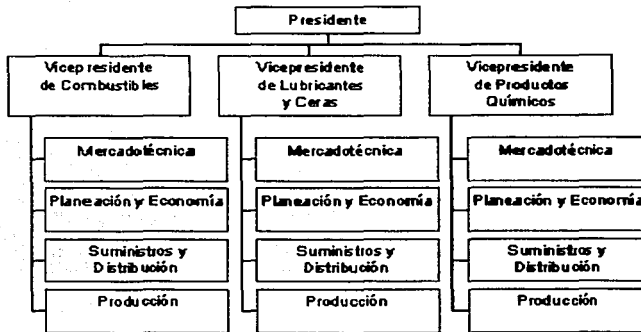 Presidente
Vicepresidente
de Combustibles
Vicepresidente
de Lubricantes
y Ceras
Vicepresidente
de Productos
Químicos
Mercadotécnica
Planeación y Economía
Suministros y
Distribución
Producción
Mercadotécnica
Planeación y Economía
Suministros y
Distribución
Producción
Mercadotécnica
Planeación y Economía
Suministros y
Distribución
Producción